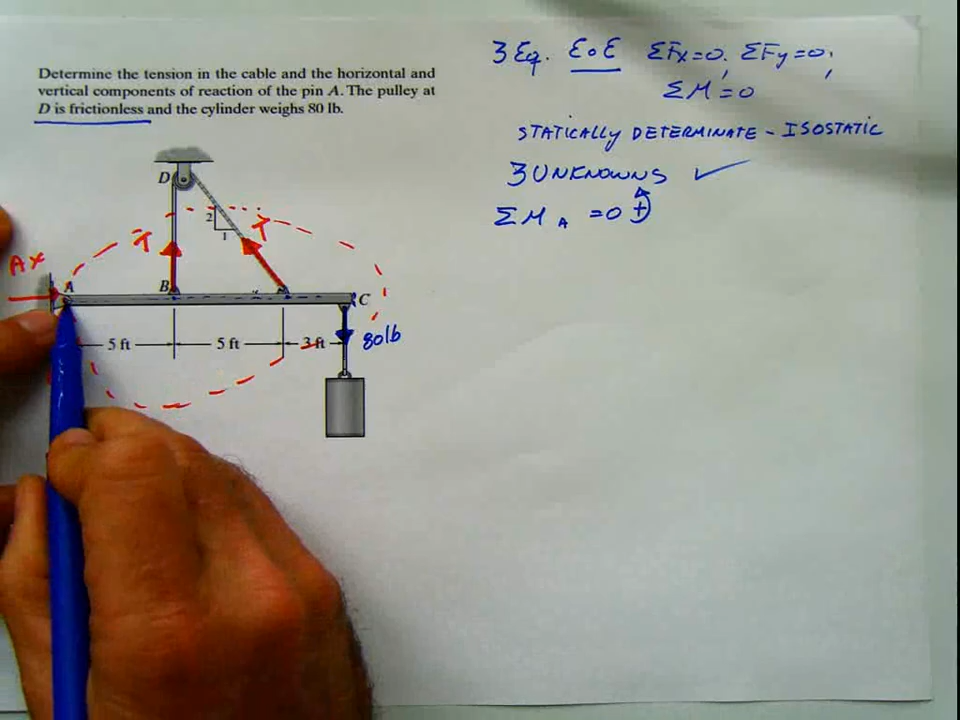 Determine the tension in the cable and the horizontal and
vertical components of reaction of the pin A. The pulley at
D is frictionless and the cylinder weighs 80 lb.
3 Eq. EoE ΣFx=0, ΣFy=0,
ΣM=0
STATICALLY DETERMINATE - ISOSTATIC
3 UNKNOWNS ✓
ΣM A =0 +
D
2
1
T T
Ax
A B C
5 ft 5 ft 3 ft 80lb